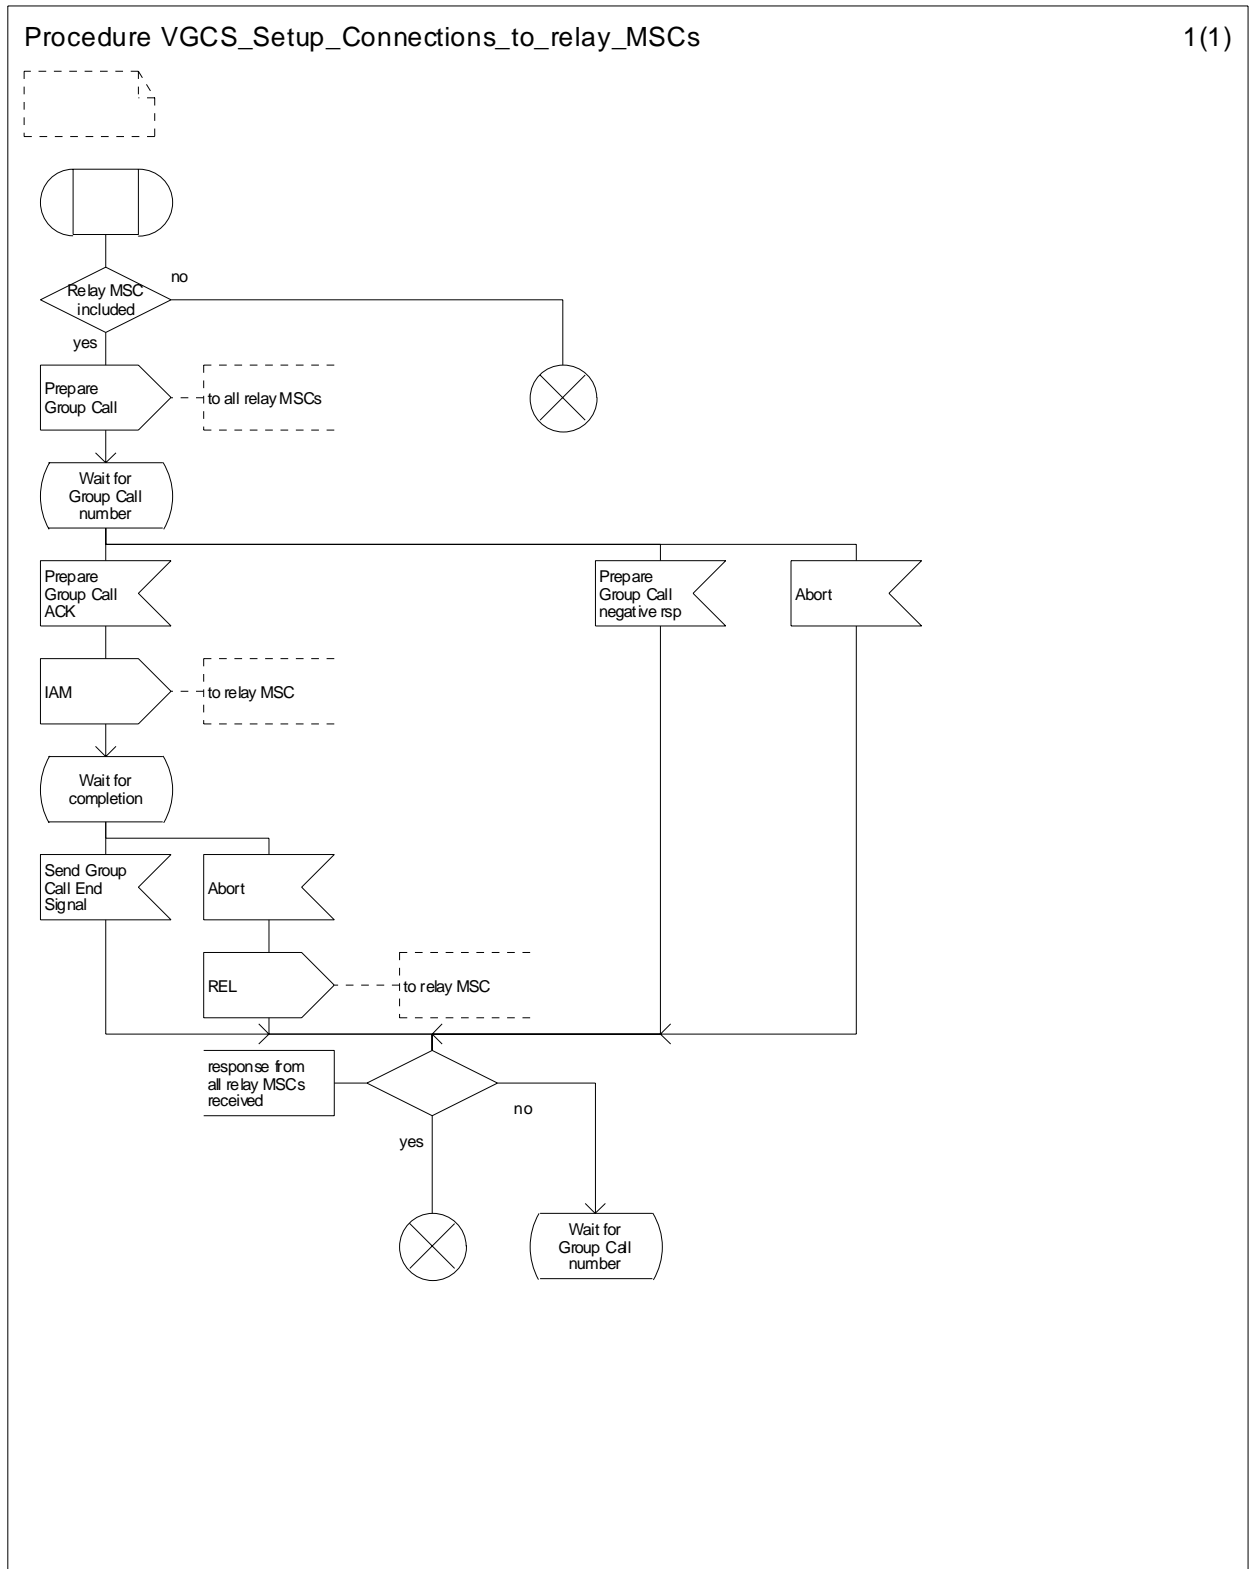 Procedure VGCS_Setup_Connections_to_relay_MSCs
1(1)
no
Relay MSC
included
yes
Prepare
Group Call
to all relay MSCs
Wait for
Group Call
number
Prepare
Group Call
ACK
Prepare
Group Call
negative rsp
Abort
IAM
to relay MSC
Wait for
completion
Send Group
Call End
Signal
Abort
REL
to relay MSC
response from
all relay MSCs
received
no
yes
Wait for
Group Call
number